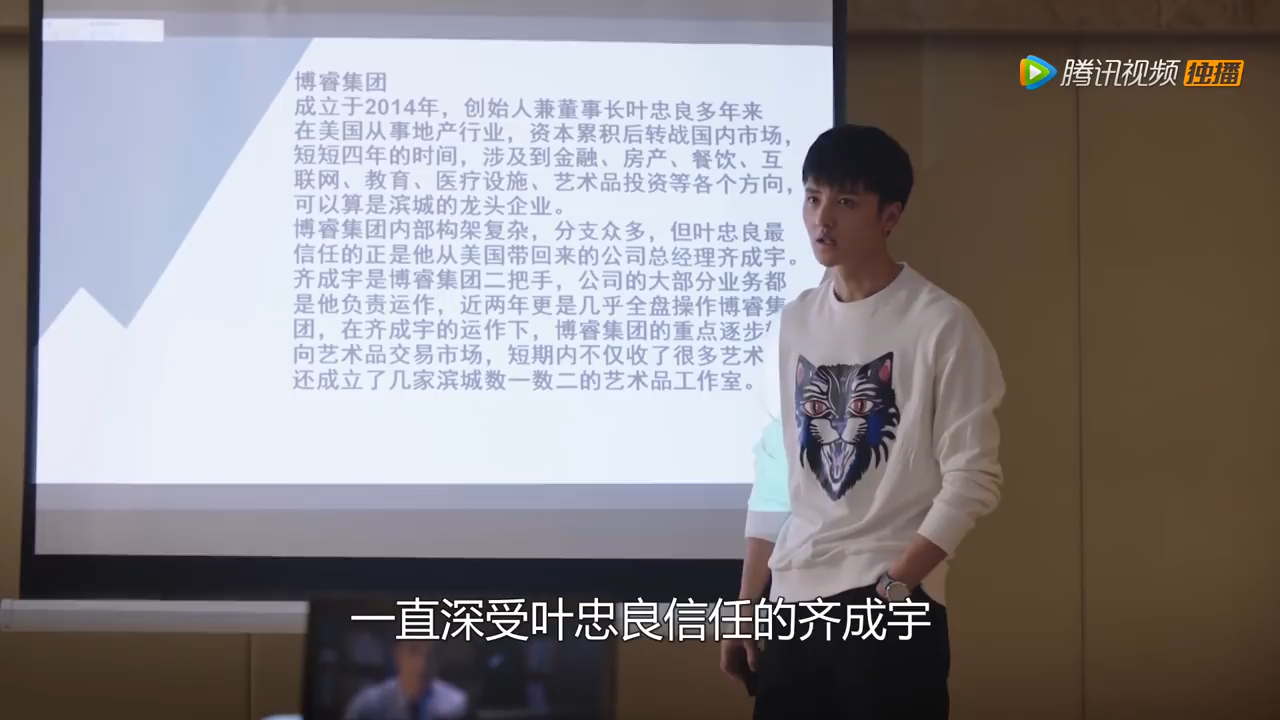 博睿集团
成立于2014年，创始人兼董事长叶忠良多年来
在美国从事地产行业，资本累积后转战国内市场，
短短四年的时间，涉及到金融、房产、餐饮、互
联网、教育、医疗设施、艺术品投资等各个方向，
可以算是滨城的龙头企业。
博睿集团内部构架复杂，分支众多，但叶忠良最
信任的正是他从美国带回来的公司总经理齐成宇。
齐成宇是博睿集团二把手，公司的大部分业务都
是他负责运作，近两年更是几乎全盘操作博睿集
团，在齐成宇的运作下，博睿集团的重点逐步
向艺术品交易市场，短期内不仅收了很多艺术
还成立了几家滨城数一数二的艺术品工作室。
腾讯视频 独播
一直深受叶忠良信任的齐成宇